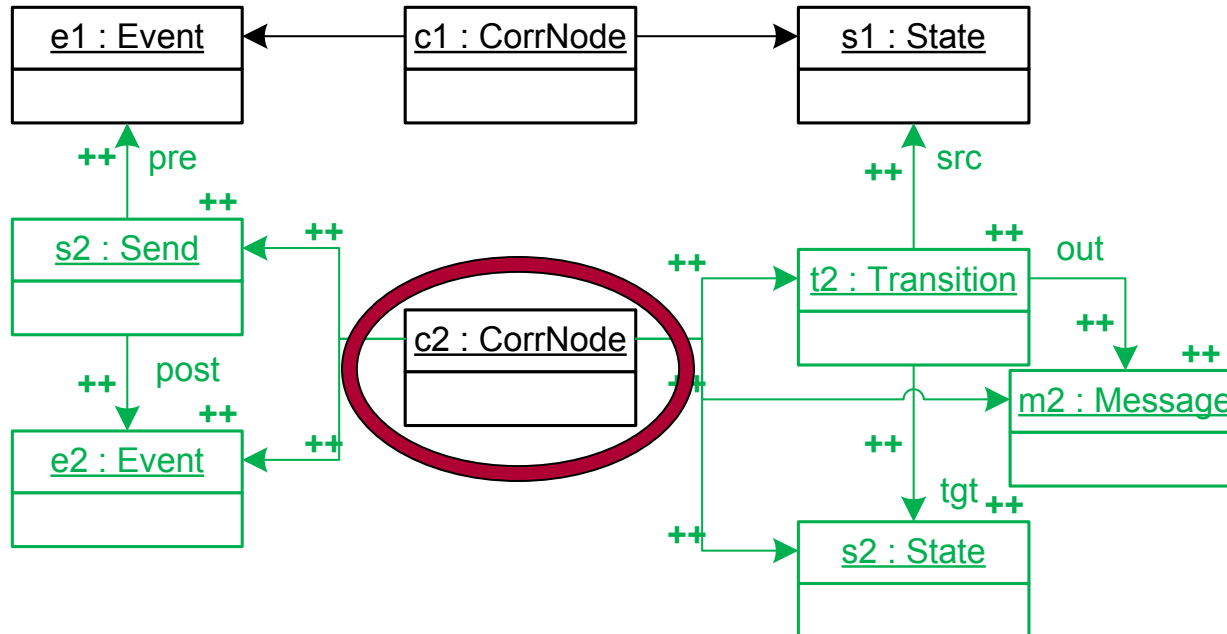 e1 : Event
c1 : CorrNode
s1 : State
++
pre
++
src
++
s2 : Send
++
++
++
t2 : Transition
out
c2 : CorrNode
++
++
post
++
++
++
m2 : Message
++
e2 : Event
++
++
tgt
++
++
s2 : State